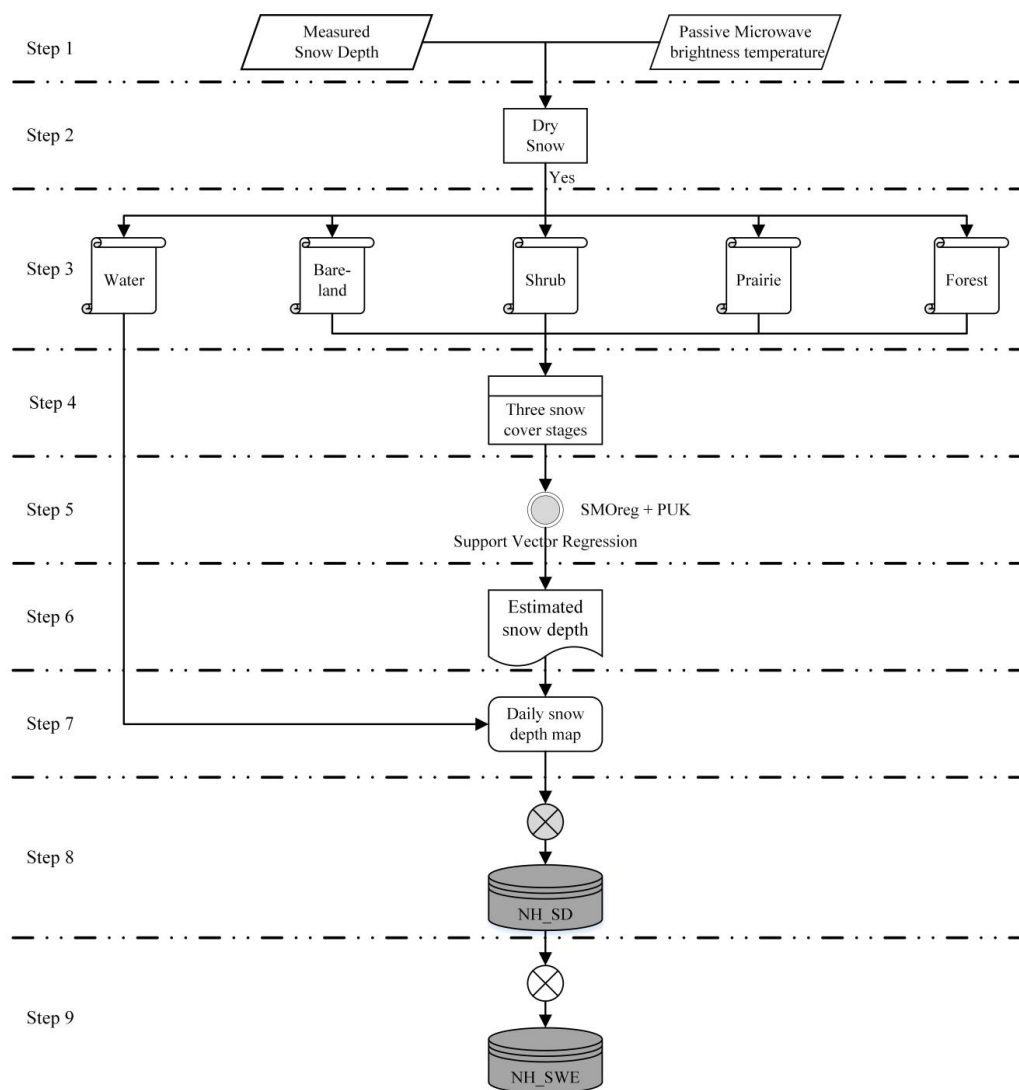 Step 1
Measured
Snow Depth
Passive Microwave
brightness temperature
Step 2
Dry
Snow
Yes
Step 3
Water
Bare-
land
Shrub
Prairie
Forest
Step 4
Three snow
cover stages
Step 5
SMOreg + PUK
Support Vector Regression
Step 6
Estimated
snow depth
Step 7
Daily snow
depth map
Step 8
NH_SD
Step 9
NH_SWE